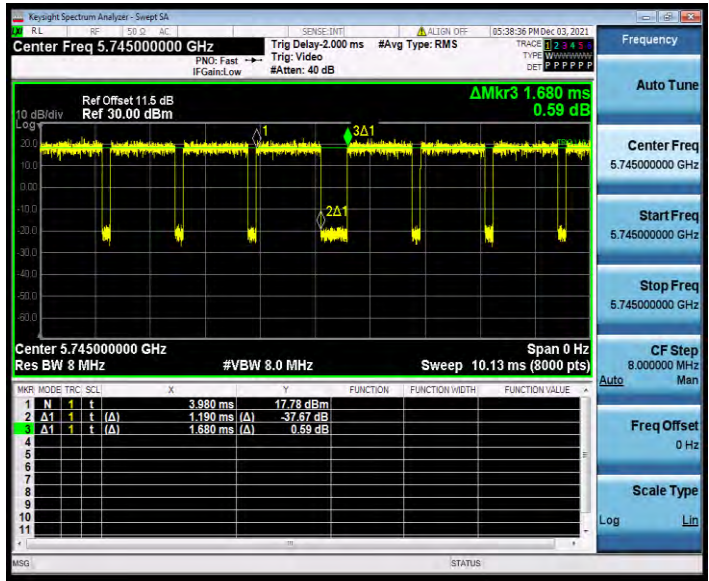 Keysight Spectrum Analyzer - Swept SA
RL RF 50 Ω AC SENSE:INT ALIGN OFF 05:38:36 PM Dec 03, 2021
Center Freq 5.745000000 GHz
PNO: Fast
IFGain:Low
Trig Delay-2.000 ms
Trig: Video
#Atten: 40 dB
#Avg Type: RMS
TRACE 1 2 3 4 5 6
TYPE WWWWWW
DET P P P P P P
Frequency
Auto Tune
Center Freq
5.745000000 GHz
Start Freq
5.745000000 GHz
Stop Freq
5.745000000 GHz
CF Step
8.000000 MHz
Auto Man
Freq Offset
0 Hz
Scale Type
Log Lin
ΔMkr3 1.680 ms
0.59 dB
Ref Offset 11.5 dB
10 dB/div Ref 30.00 dBm
Log
1
3Δ1
2Δ1
20.0
10.0
0.00
-10.0
-20.0
-30.0
-40.0
-50.0
-60.0
Center 5.745000000 GHz Span 0 Hz
Res BW 8 MHz #VBW 8.0 MHz Sweep 10.13 ms (8000 pts)
MKR MODE TRC SCL X Y FUNCTION FUNCTION WIDTH FUNCTION VALUE
1 N 1 t 3.980 ms 17.78 dBm
2 Δ1 1 t (Δ) 1.190 ms (Δ) -37.67 dB
3 Δ1 1 t (Δ) 1.680 ms (Δ) 0.59 dB
4
5
6
7
8
9
10
11
MSG STATUS